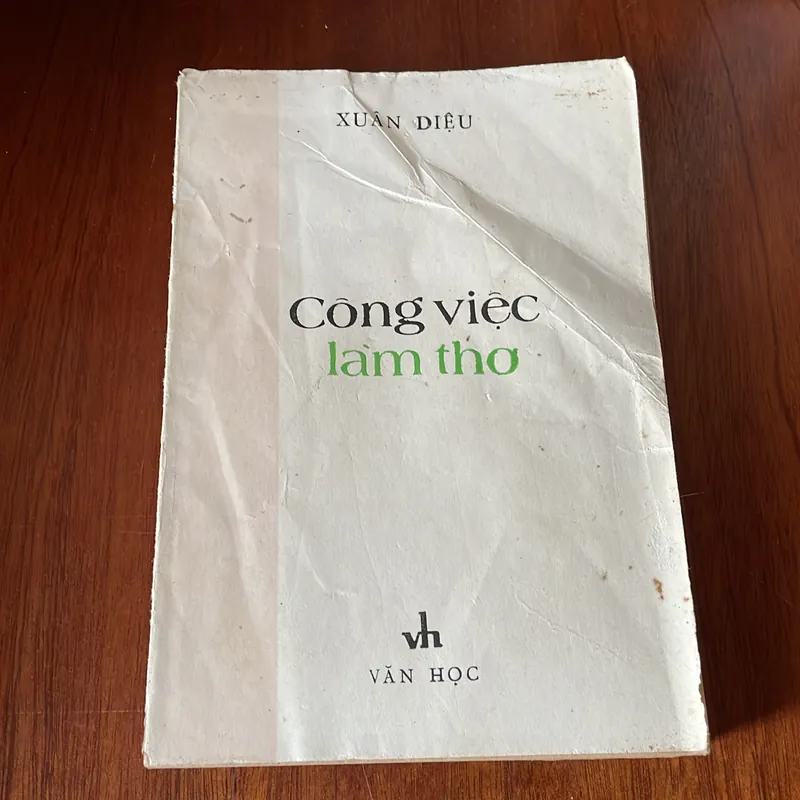 XUÂN DIỆU
Công việc
làm thơ
vh
VĂN HỌC